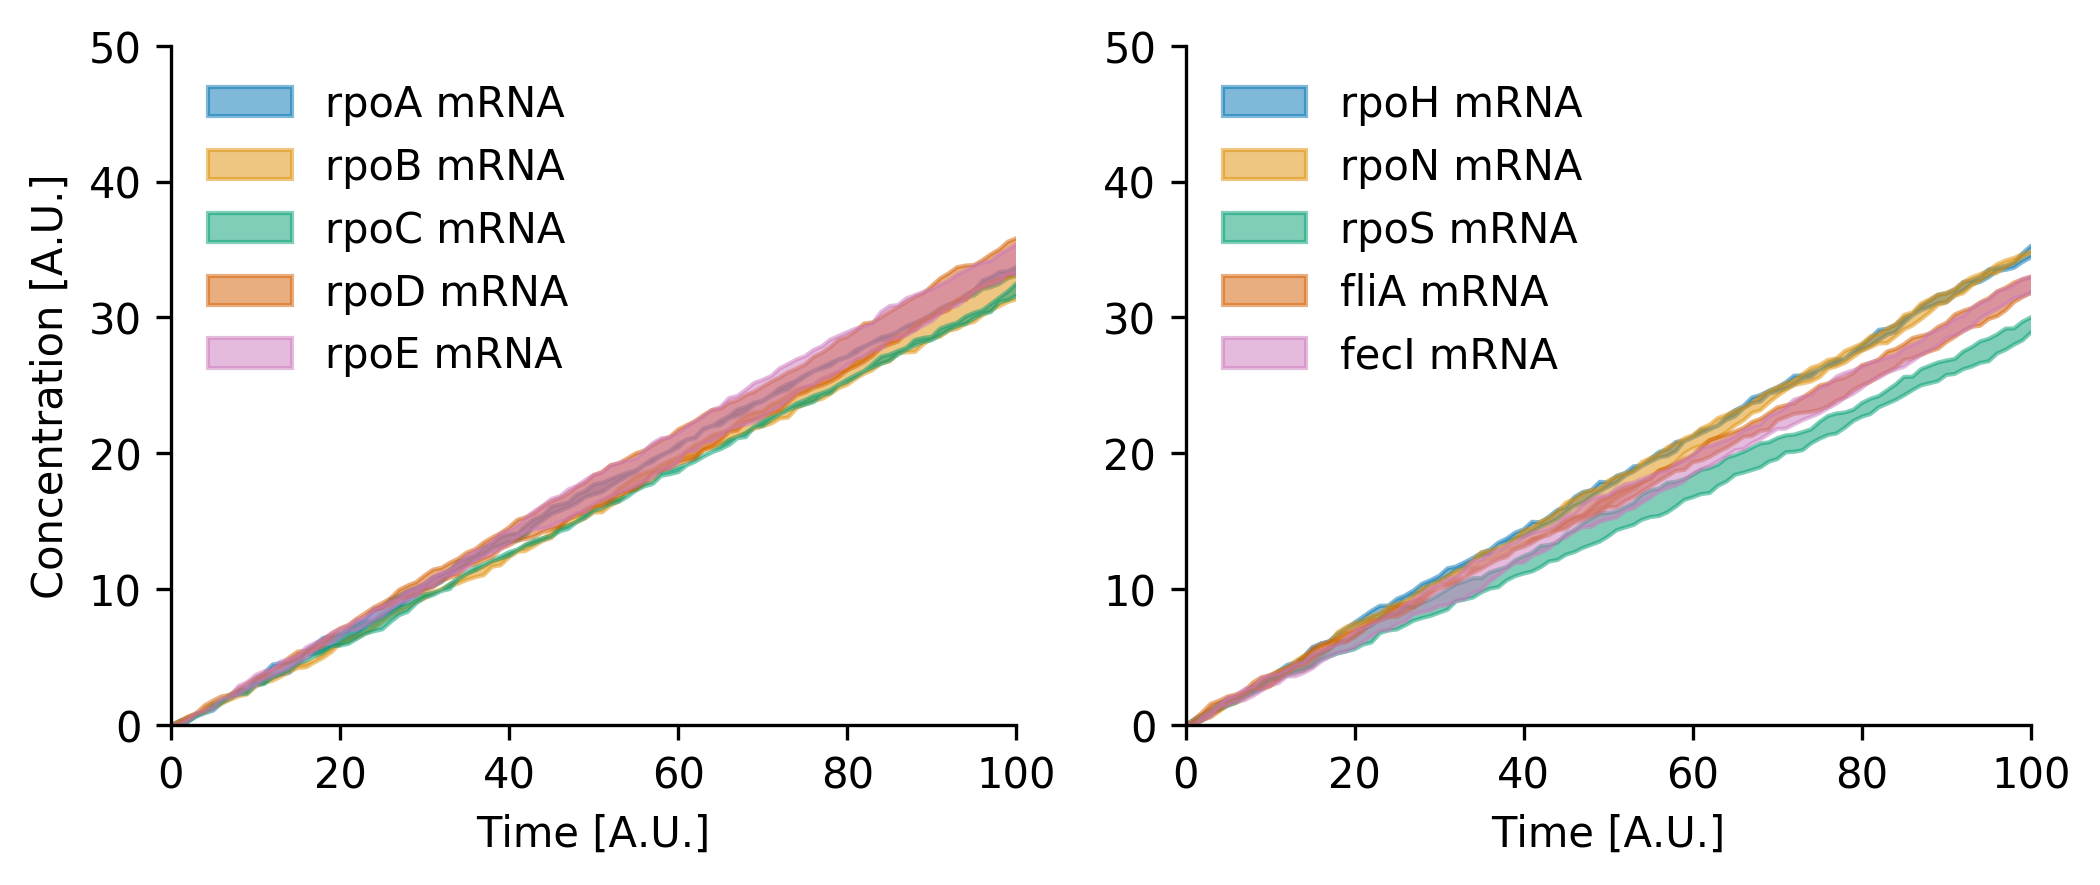 50
40
30
20
10
0
Concentration [A.U.]
rpoA mRNA
rpoB mRNA
rpoC mRNA
rpoD mRNA
rpoE mRNA
0 20 40 60 80 100
Time [A.U.]
50
40
30
20
10
0
rpoH mRNA
rpoN mRNA
rpoS mRNA
fliA mRNA
fecI mRNA
0 20 40 60 80 100
Time [A.U.]